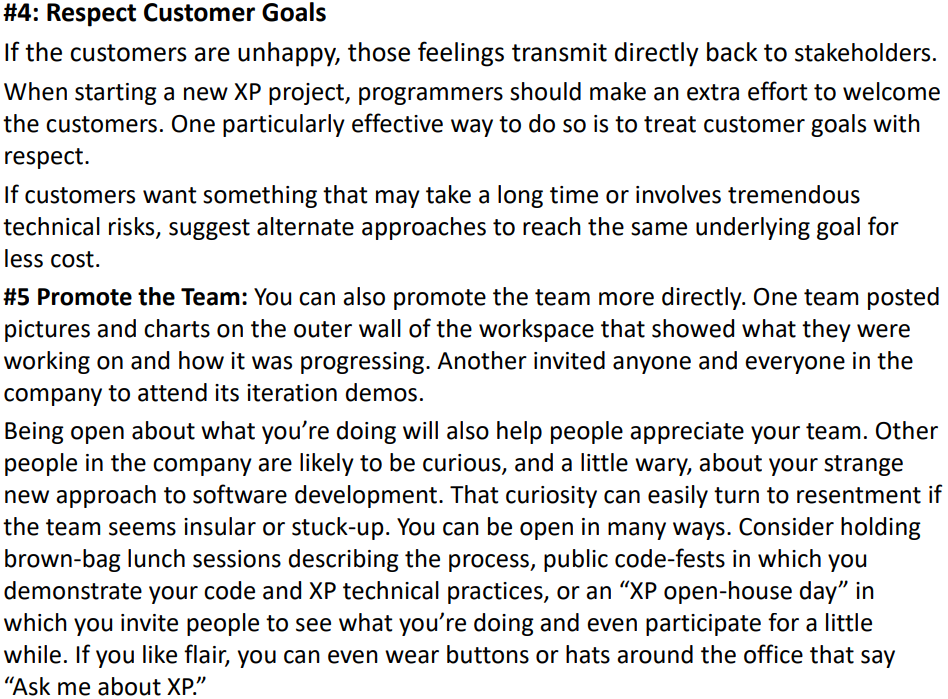 #4: Respect Customer Goals
If the customers are unhappy, those feelings transmit directly back to stakeholders.
When starting a new XP project, programmers should make an extra effort to welcome
the customers. One particularly effective way to do so is to treat customer goals with
respect.
If customers want something that may take a long time or involves tremendous
technical risks, suggest alternate approaches to reach the same underlying goal for
less cost.
#5 Promote the Team: You can also promote the team more directly. One team posted
pictures and charts on the outer wall of the workspace that showed what they were
working on and how it was progressing. Another invited anyone and everyone in the
company to attend its iteration demos.
Being open about what you’re doing will also help people appreciate your team. Other
people in the company are likely to be curious, and a little wary, about your strange
new approach to software development. That curiosity can easily turn to resentment if
the team seems insular or stuck-up. You can be open in many ways. Consider holding
brown-bag lunch sessions describing the process, public code-fests in which you
demonstrate your code and XP technical practices, or an “XP open-house day” in
which you invite people to see what you’re doing and even participate for a little
while. If you like flair, you can even wear buttons or hats around the office that say
“Ask me about XP.”